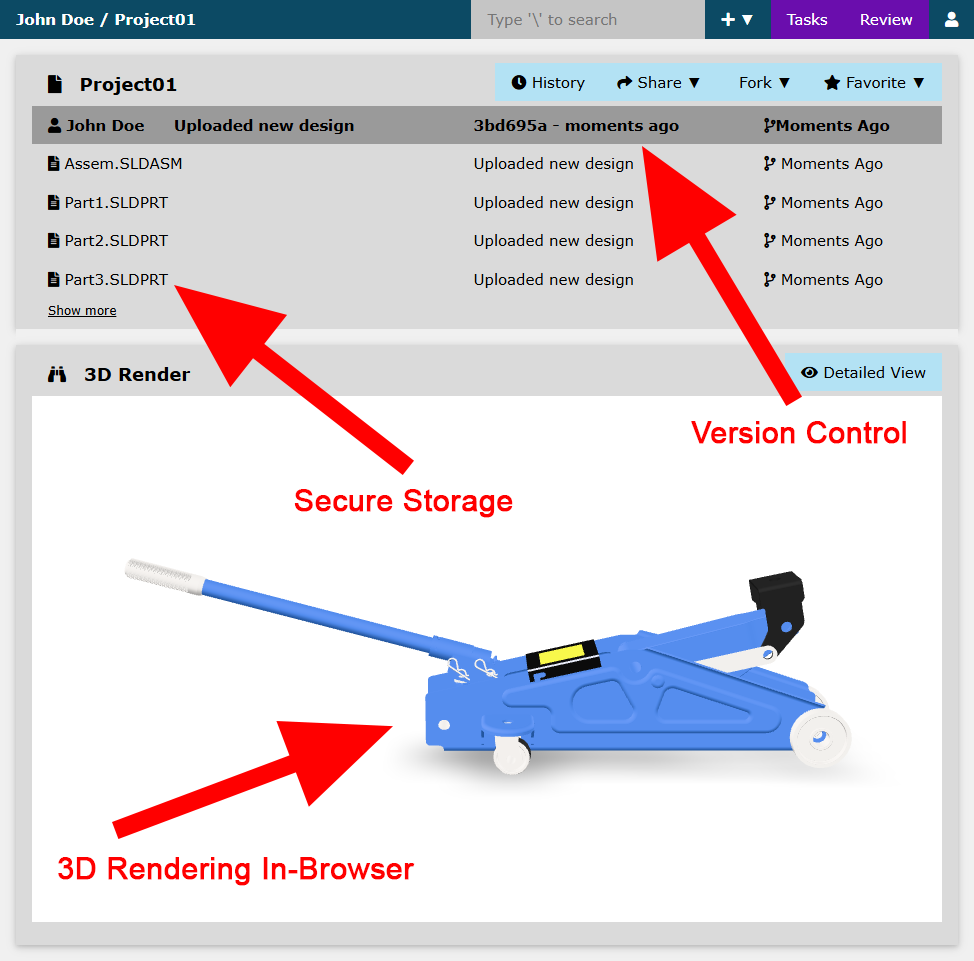 John Doe / Project01
Type '\' to search
+ ▼
Tasks
Review
Project01
History
Share ▼
Fork ▼
Favorite ▼
John Doe Uploaded new design 3bd695a - moments ago Moments Ago
Assem.SLDASM Uploaded new design Moments Ago
Part1.SLDPRT Uploaded new design Moments Ago
Part2.SLDPRT Uploaded new design Moments Ago
Part3.SLDPRT Uploaded new design Moments Ago
Show more
3D Render
Detailed View
Version Control
Secure Storage
3D Rendering In-Browser